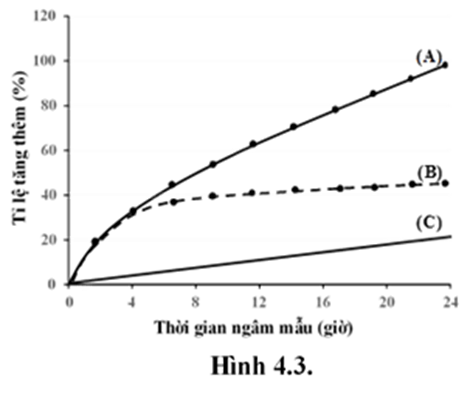 Tỉ lệ tăng thêm (%)
120
100
80
60
40
20
0
(A)
(B)
(C)
0 4 8 12 16 20 24
Thời gian ngâm mẫu (giờ)
Hình 4.3.